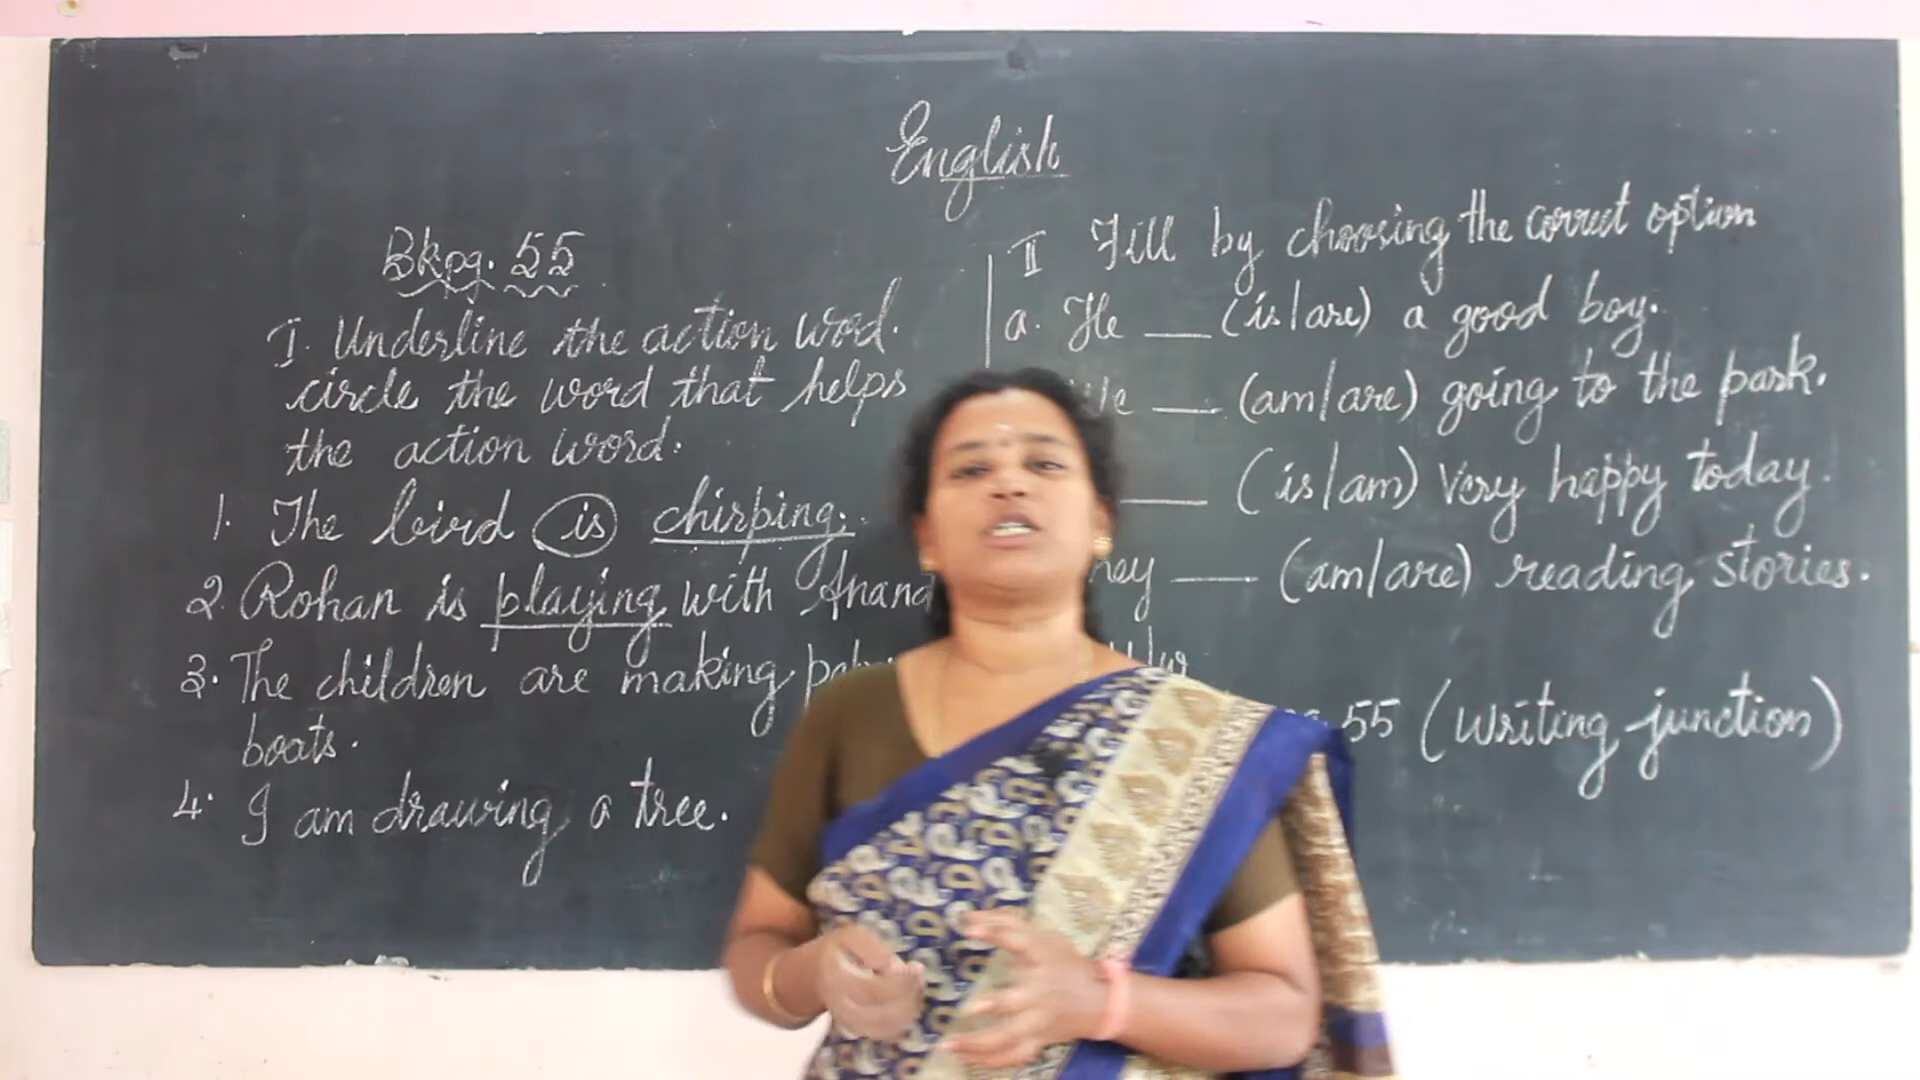 English
Bkpg. 55
I. Underline the action word.
circle the word that helps
the action word.
1. The bird is chirping.
2. Rohan is playing with
3. The children are making
boats.
4. I am drawing a tree.
II Fill by choosing the correct option
a. He ___ (is/are) a good boy.
___ (am/are) going to the park.
___ (is/am) very happy today.
___ (am/are) reading stories.
55 (Writing junction)